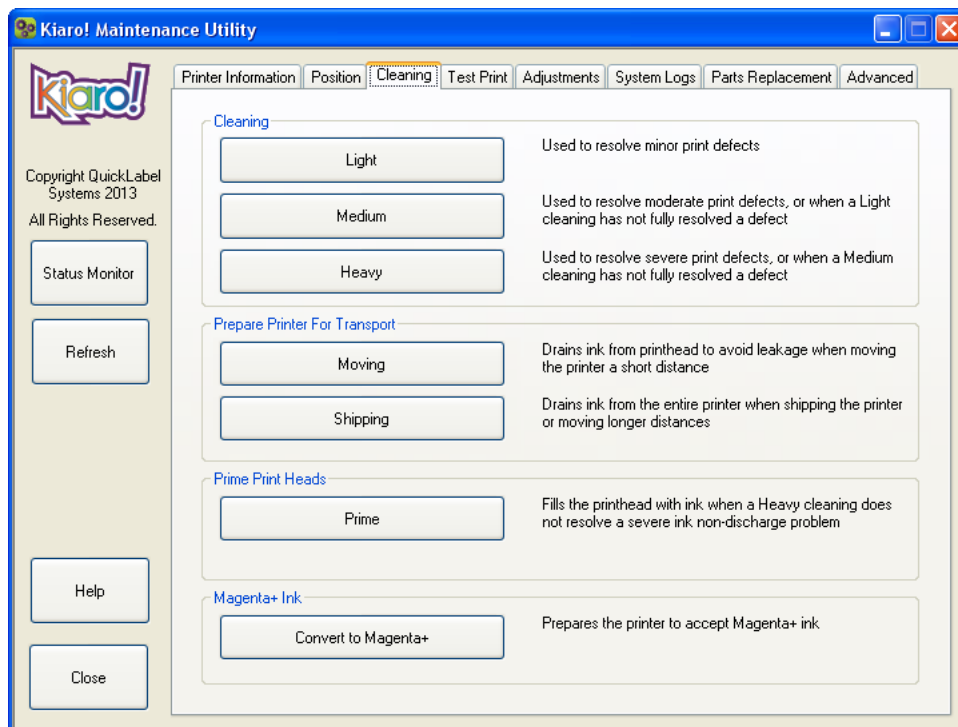 Kiaro! Maintenance Utility
Kiaro!
Copyright QuickLabel
Systems 2013
All Rights Reserved.
Status Monitor
Refresh
Help
Close
Printer Information Position Cleaning Test Print Adjustments System Logs Parts Replacement Advanced
Cleaning
Light
Used to resolve minor print defects
Medium
Used to resolve moderate print defects, or when a Light
cleaning has not fully resolved a defect
Heavy
Used to resolve severe print defects, or when a Medium
cleaning has not fully resolved a defect
Prepare Printer For Transport
Moving
Drains ink from printhead to avoid leakage when moving
the printer a short distance
Shipping
Drains ink from the entire printer when shipping the printer
or moving longer distances
Prime Print Heads
Prime
Fills the printhead with ink when a Heavy cleaning does
not resolve a severe ink non-discharge problem
Magenta+ Ink
Convert to Magenta+
Prepares the printer to accept Magenta+ ink